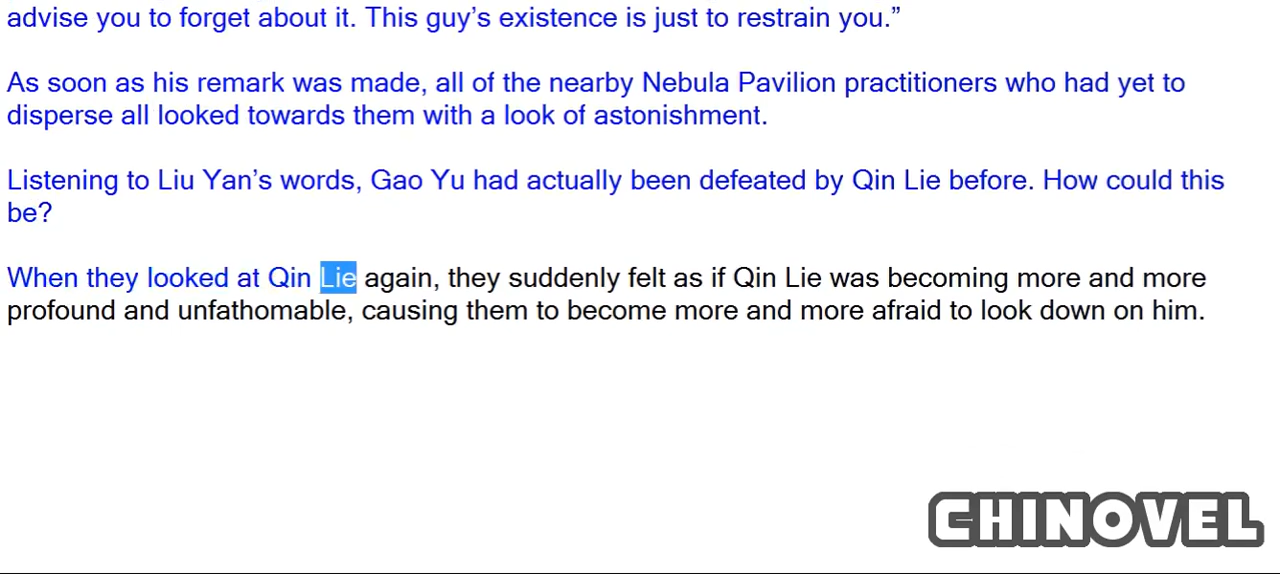 advise you to forget about it. This guy’s existence is just to restrain you.”
As soon as his remark was made, all of the nearby Nebula Pavilion practitioners who had yet to
disperse all looked towards them with a look of astonishment.
Listening to Liu Yan’s words, Gao Yu had actually been defeated by Qin Lie before. How could this
be?
When they looked at Qin Lie again, they suddenly felt as if Qin Lie was becoming more and more
profound and unfathomable, causing them to become more and more afraid to look down on him.
CHINOVEL